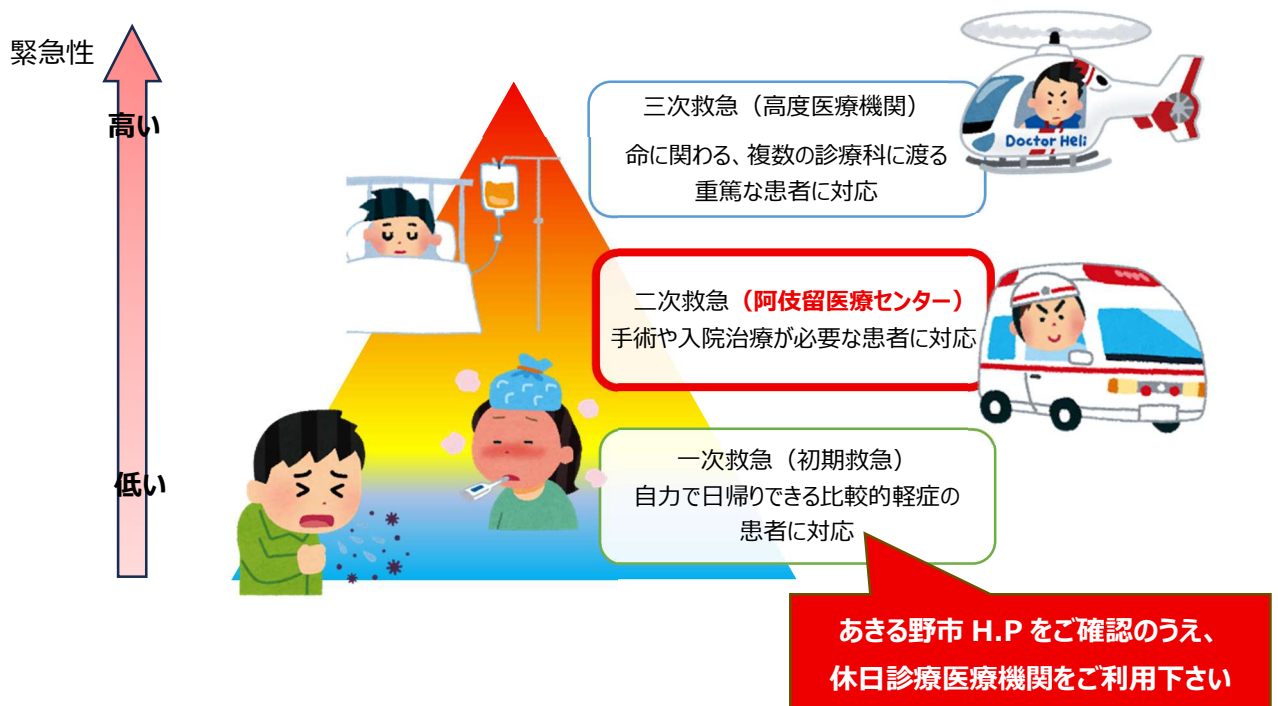 緊急性
高い
低い
三次救急（高度医療機関）
命に関わる、複数の診療科に渡る
重篤な患者に対応
Doctor Heli
二次救急（阿伎留医療センター）
手術や入院治療が必要な患者に対応
一次救急（初期救急）
自力で日帰りできる比較的軽症の
患者に対応
あきる野市 H.P をご確認のうえ、
休日診療医療機関をご利用下さい